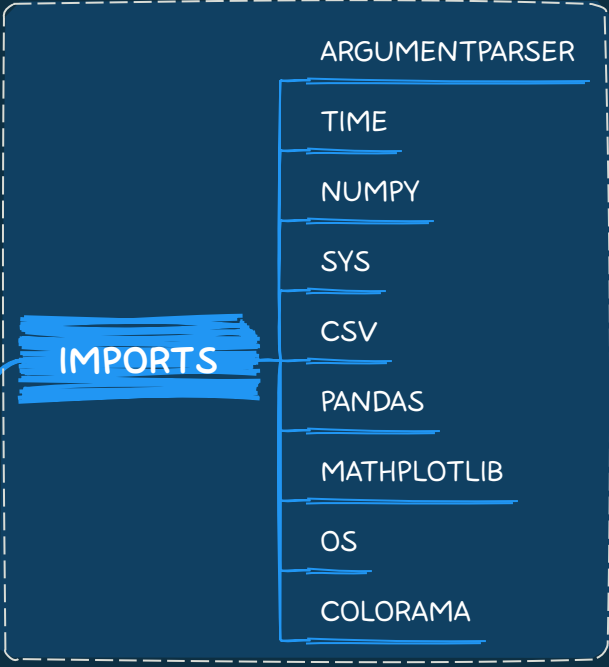 ARGUMENTPARSER
TIME
NUMPY
SYS
IMPORTS
CSV
PANDAS
MATHPLOTLIB
OS
COLORAMA